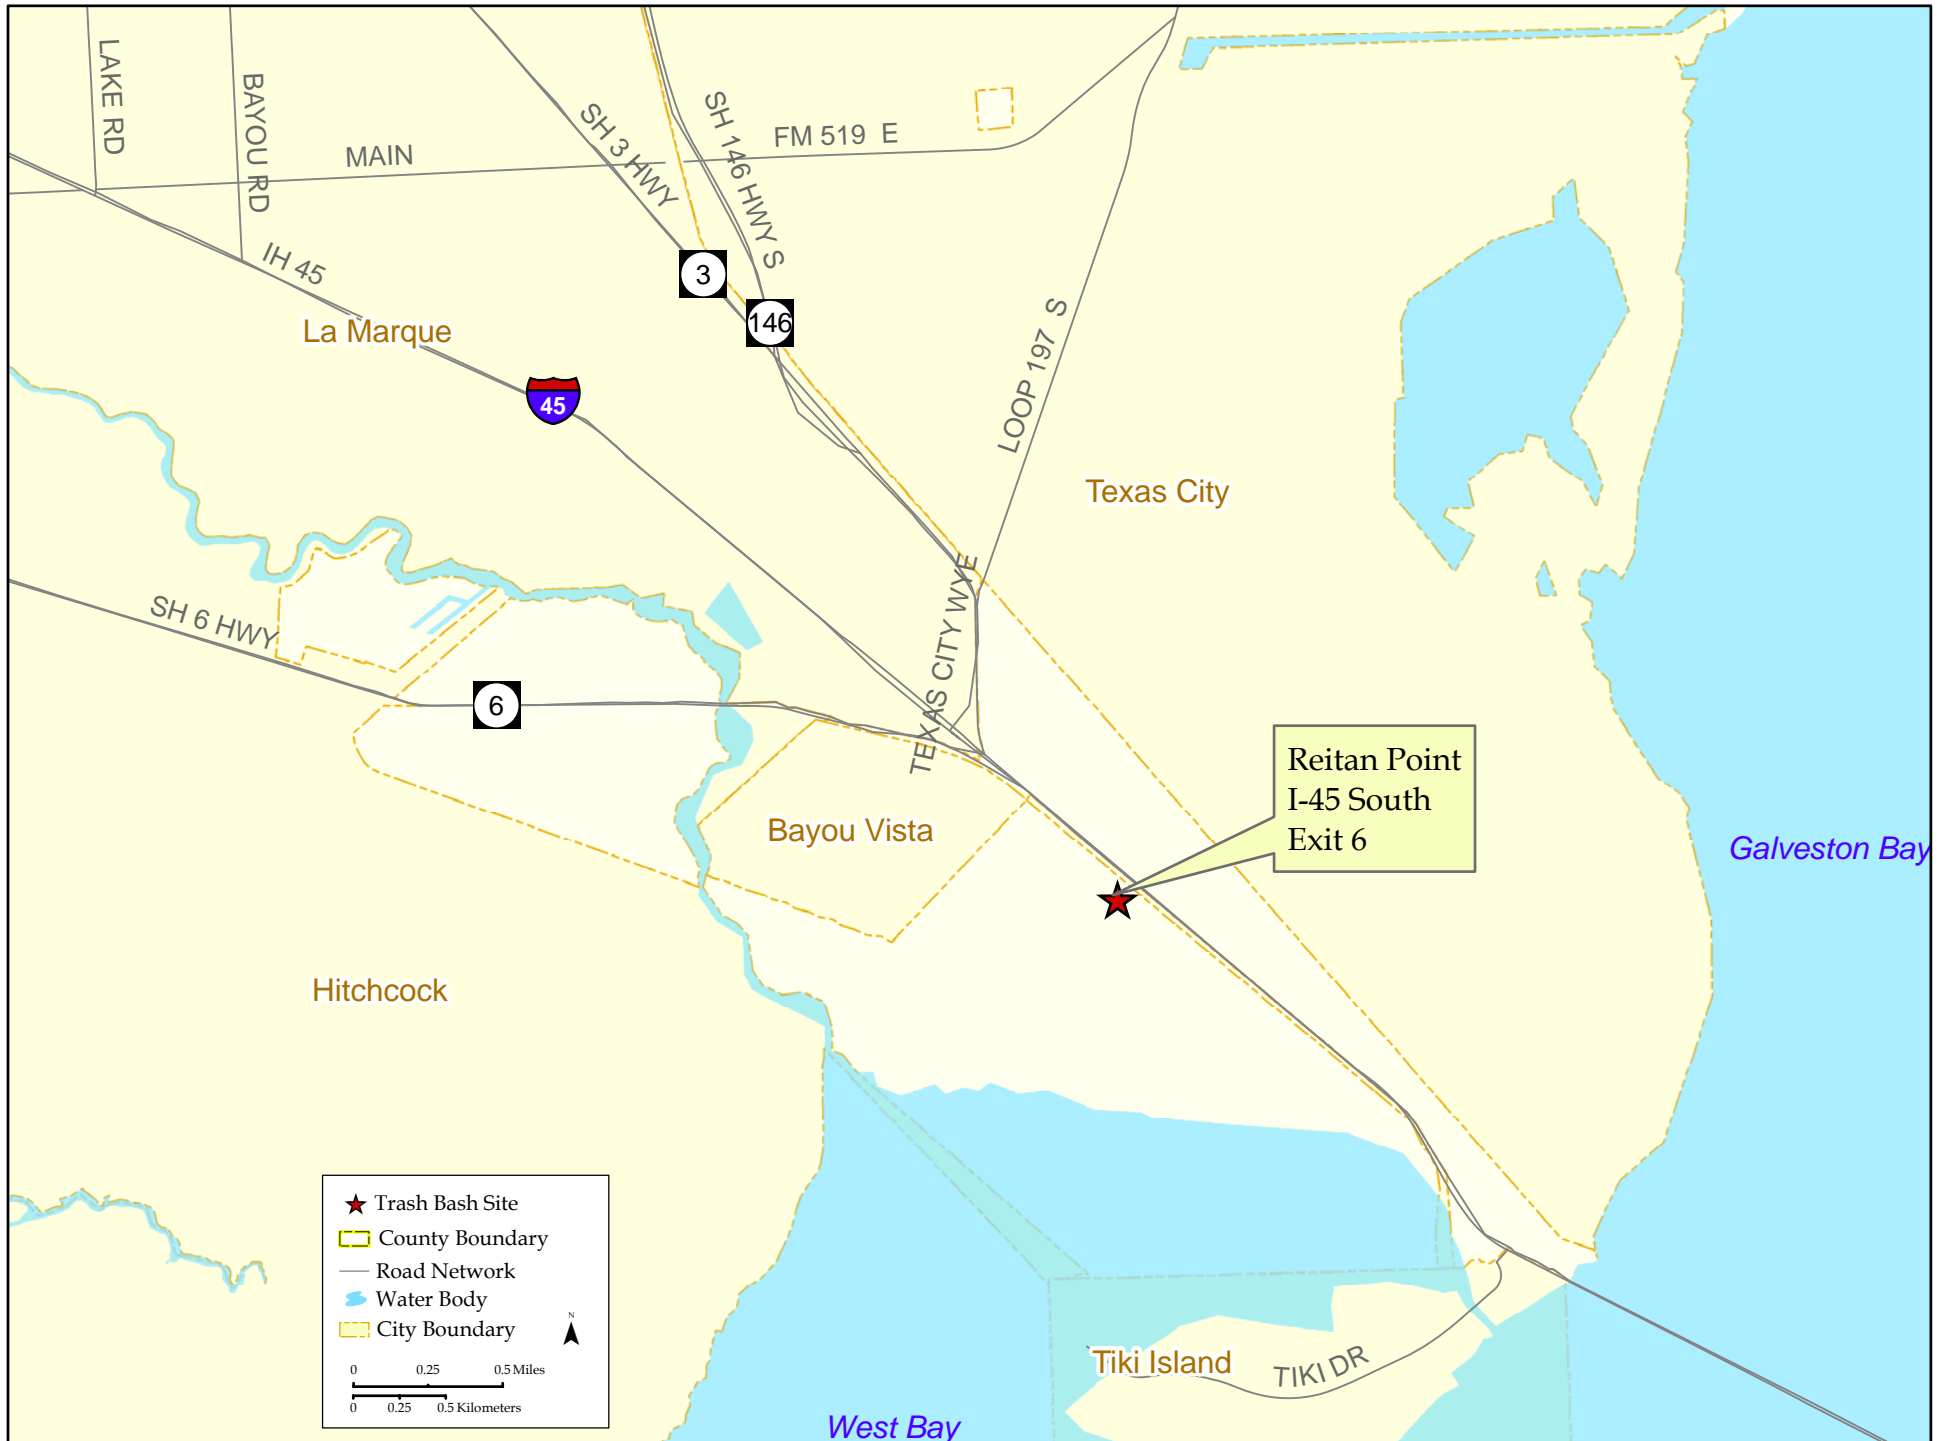 LAKE RD
BAYOU RD
MAIN
SH 3 HWY
SH 146 HWY S
FM 519 E
IH 45
3
146
La Marque
45
LOOP 197 S
Texas City
TEXAS CITY WYE
SH 6 HWY
6
Reitan Point
I-45 South
Exit 6
Bayou Vista
Galveston Bay
Hitchcock
Trash Bash Site
County Boundary
Road Network
Water Body
City Boundary
N
0 0.25 0.5 Miles
0 0.25 0.5 Kilometers
Tiki Island
TIKI DR
West Bay